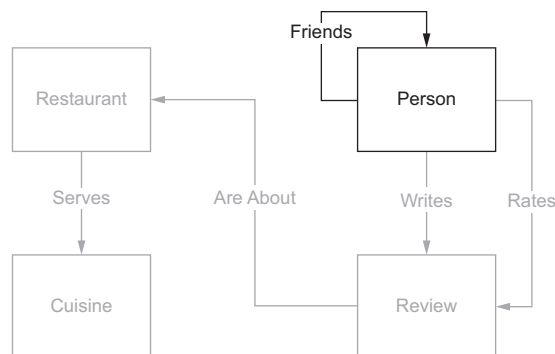 Friends
Restaurant
Person
Serves
Are About
Writes
Rates
Cuisine
Review